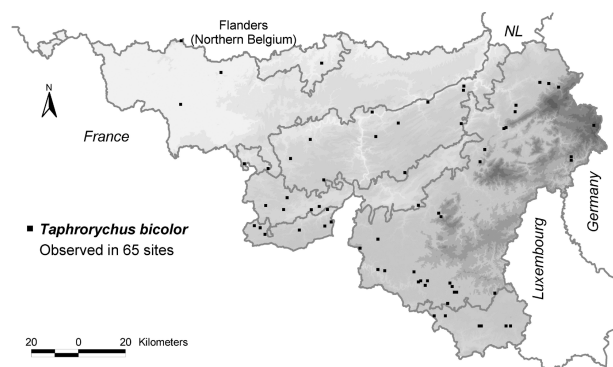 Flanders
(Northern Belgium)
NL
N
France
Germany
Luxembourg
Taphrorychus bicolor
Observed in 65 sites
20 0 20 Kilometers